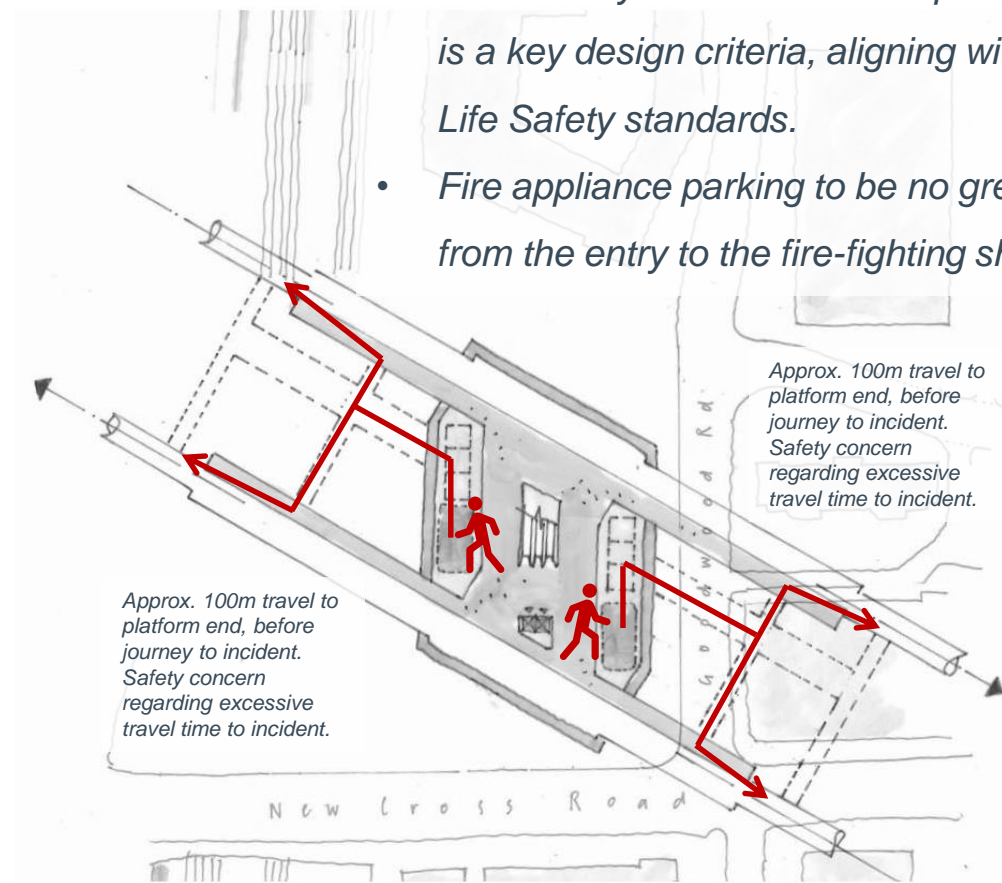 is a key design criteria, aligning wi
Life Safety standards.
• Fire appliance parking to be no gre
from the entry to the fire-fighting sh
Approx. 100m travel to
platform end, before
journey to incident.
Safety concern
regarding excessive
travel time to incident.
Goodwood Rd
Approx. 100m travel to
platform end, before
journey to incident.
Safety concern
regarding excessive
travel time to incident.
New Cross Road